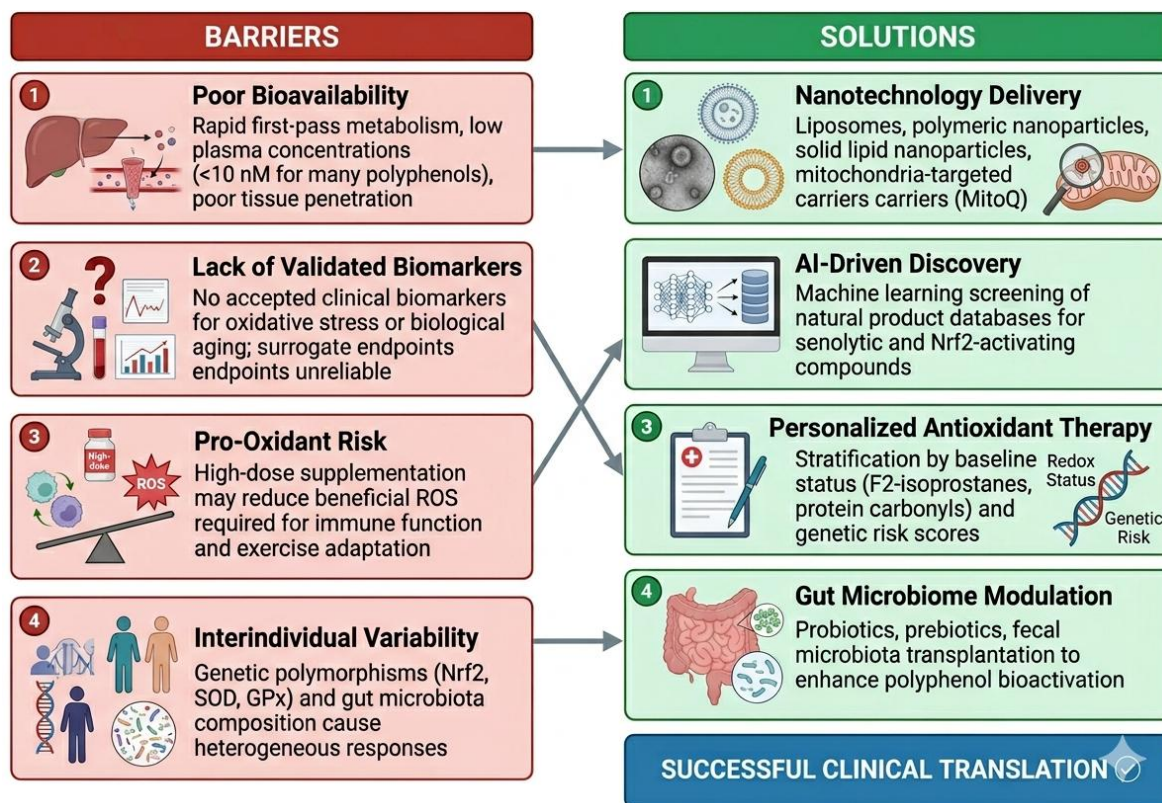 BARRIERS
1
Poor Bioavailability
Rapid first-pass metabolism, low
plasma concentrations
(<10 nM for many polyphenols),
poor tissue penetration
2
Lack of Validated Biomarkers
?
No accepted clinical biomarkers
for oxidative stress or biological
aging; surrogate endpoints
endpoints unreliable
3
Pro-Oxidant Risk
High-
doke
ROS
High-dose supplementation
may reduce beneficial ROS
required for immune function
and exercise adaptation
4
Interindividual Variability
Genetic polymorphisms (Nrf2,
SOD, GPx) and gut microbiota
composition cause
heterogeneous responses
SOLUTIONS
1
Nanotechnology Delivery
Liposomes, polymeric nanoparticles,
solid lipid nanoparticles,
mitochondria-targeted
carriers carriers (MitoQ)
AI-Driven Discovery
Machine learning screening of
natural product databases for
senolytic and Nrf2-activating
compounds
3
Personalized Antioxidant Therapy
Stratification by baseline
status (F2-isoprostanes,
protein carbonyls) and
genetic risk scores
Redox
Status
Genetic
Risk
4
Gut Microbiome Modulation
Probiotics, prebiotics, fecal
microbiota transplantation to
enhance polyphenol bioactivation
SUCCESSFUL CLINICAL TRANSLATION